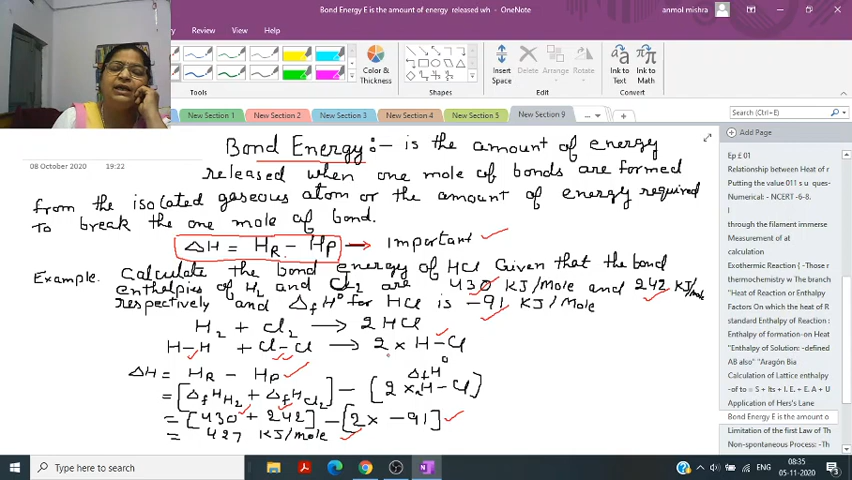 Bond Energy E is the amount of energy released wh - OneNote
anmol mishra
Review View Help
Tools
Color & Thickness
Shapes
Insert Space
Delete Arrange Rotate
Edit
Ink to Text
Ink to Math
Convert
New Section 1 New Section 2 New Section 3 New Section 4 New Section 5 New Section 9
Search (Ctrl+E)
Add Page
08 October 2020 19:22
Bond Energy :- is the amount of energy
released when one mole of bonds are formed
from the isolated gaseous atom or the amount of energy required
to break the one mole of bond.
ΔH = HR - HP → Important
Example. Calculate the bond energy of HCl Given that the bond
enthalpies of H2 and Cl2 are 430 KJ/Mole and 242 KJ/mole
respectively and ΔfH° for HCl is -91 KJ/Mole
H2 + Cl2 → 2 HCl
H-H + Cl-Cl → 2 × H-Cl
ΔH = HR - HP
= [ΔfHH2 + ΔfHCl2] - [2 × H-Cl]
ΔfH°
= [430 + 242] - [2 × -91]
= 427 KJ/mole
Ep £ 01
Relationship between Heat of r
Putting the value 011 s u ques-
Numerical: - NCERT -6-8.
I
through the filament immerse
Measurement of at
calculation
Exothermic Reaction { -Those r
thermochemistry (w the branch
"Heat of Reaction or Enthalpy
Factors On which the heat of r
standard Enthalpy of Reaction :
Enthalpy of formation-on Heat
"Enthalpy of Solution: - defined
AB also" "Aragón Bia
Calculation of Lattice Enthalpy
-of to = S + Its + I. E. + E. A + U
Application of Hers's Lane
Bond Energy E is the amount o
Limitation of the first Law of th
Non-spontaneous Process - Th
Type here to search
ENG
08:35
05-11-2020